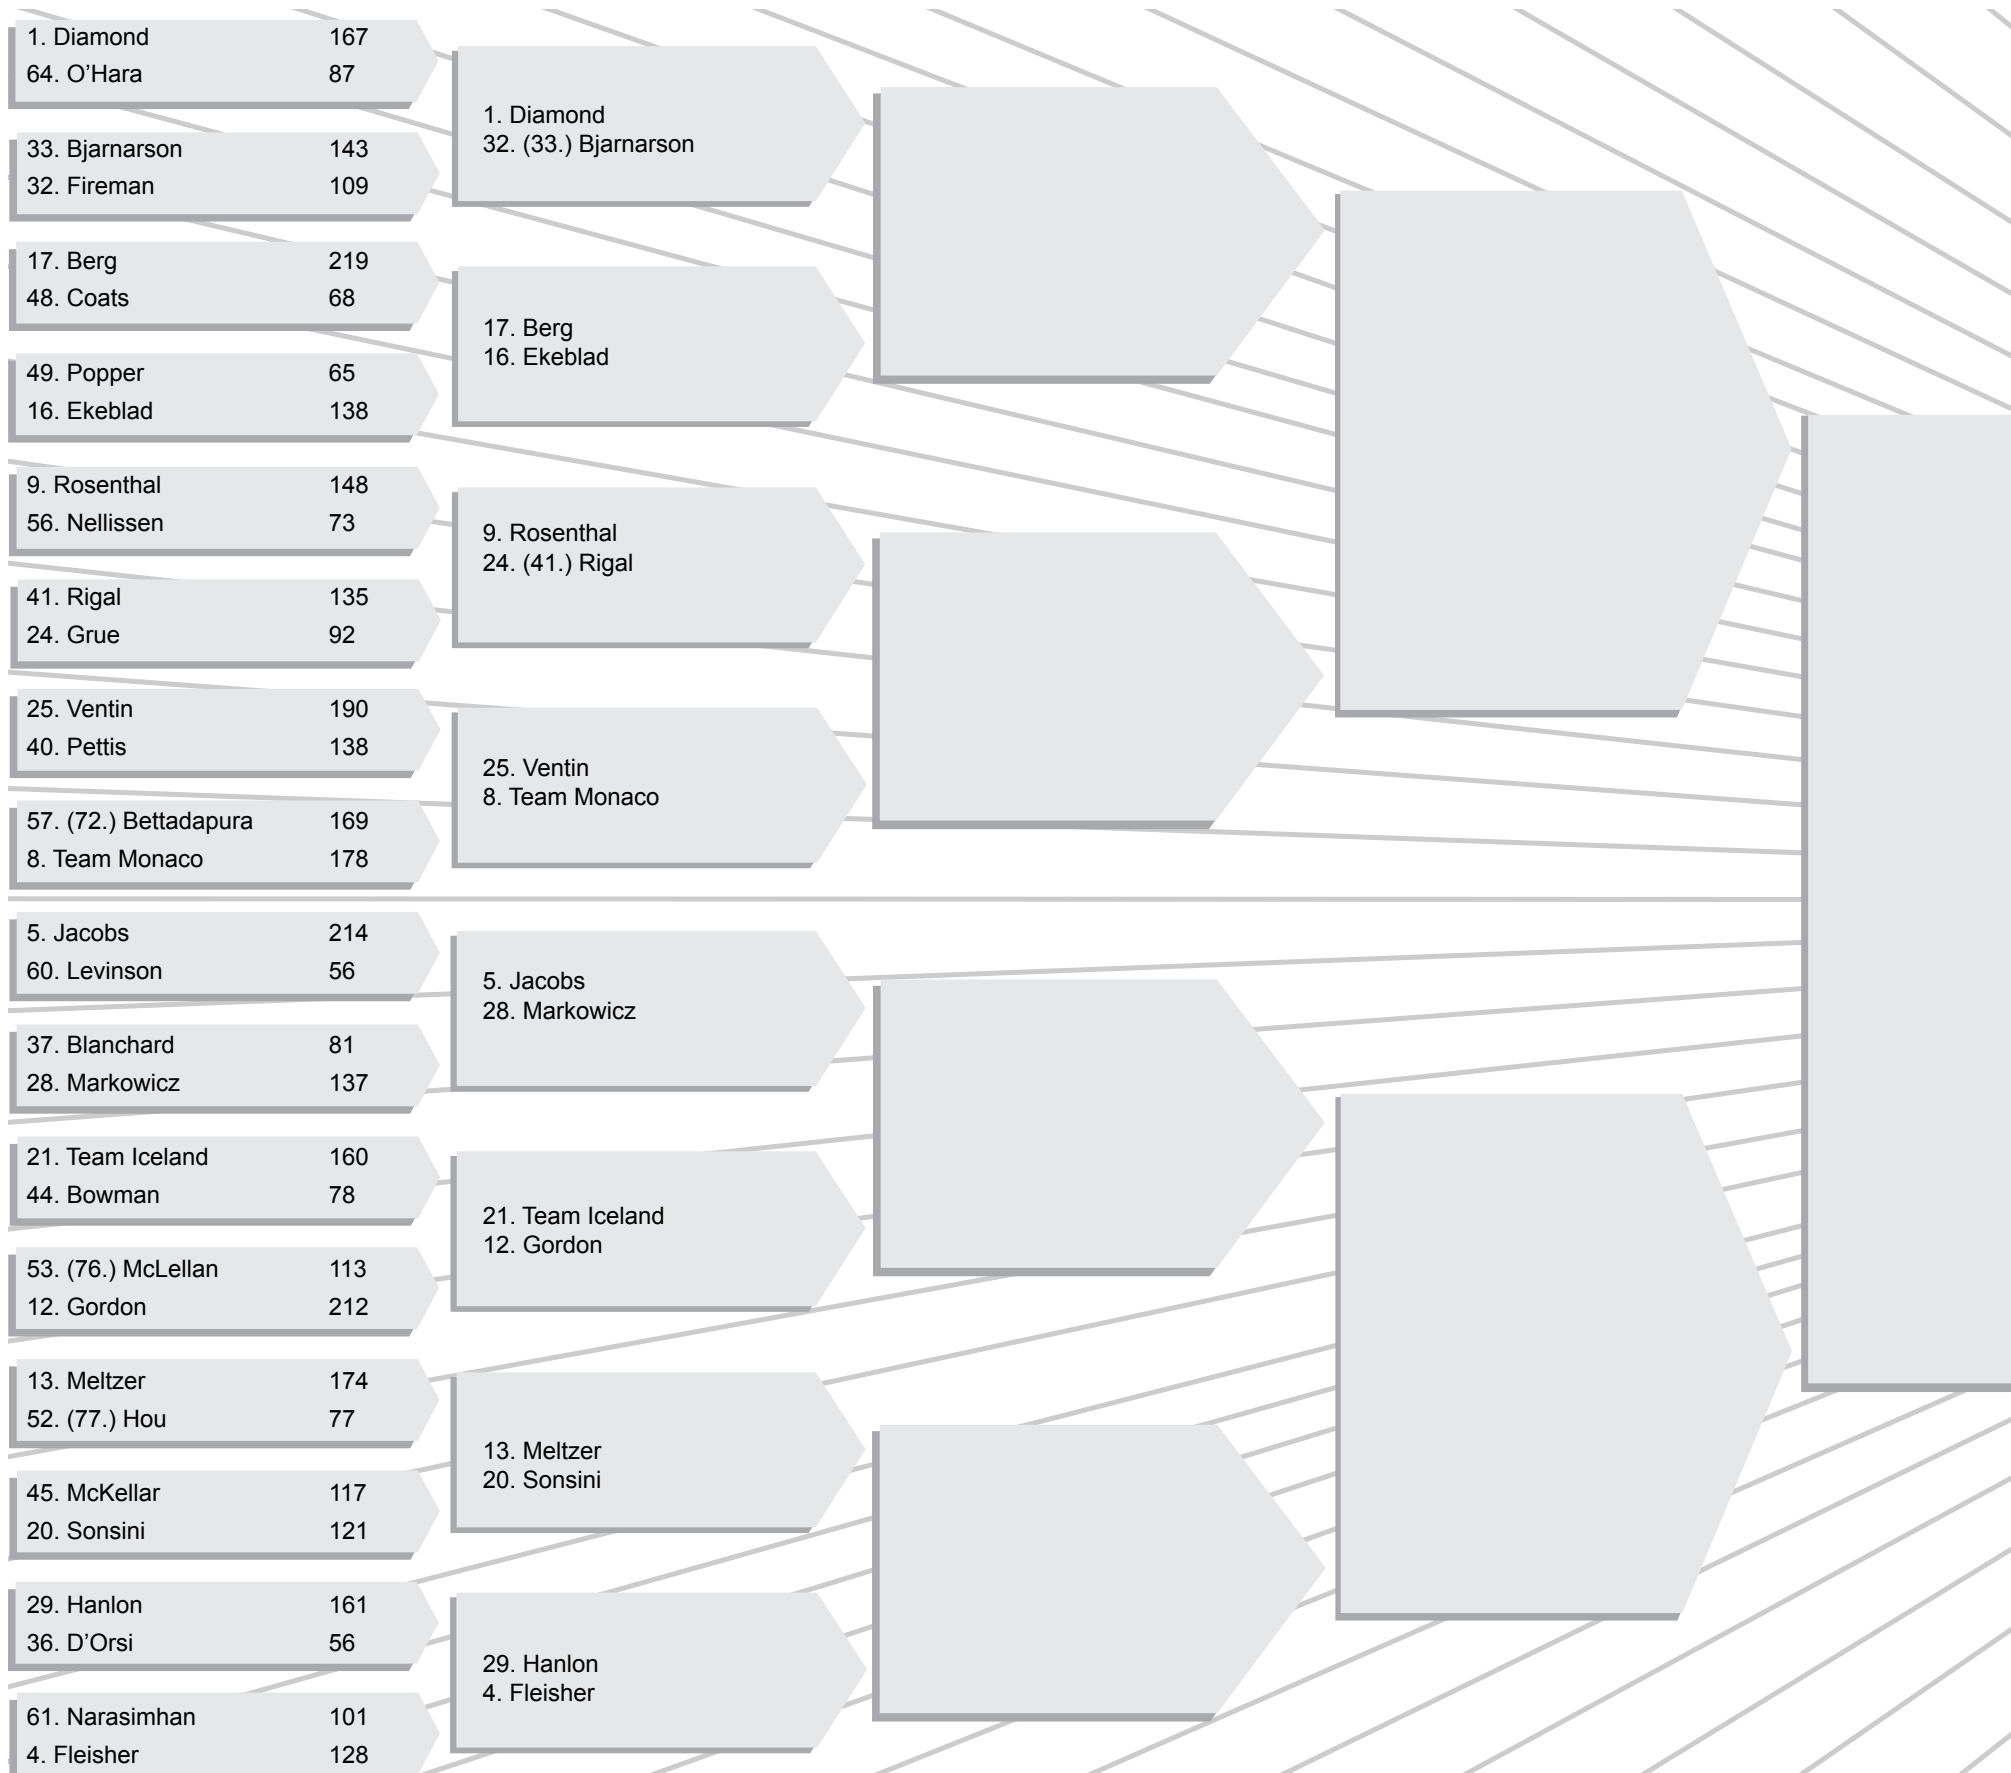 1. Diamond 167
64. O'Hara 87
33. Bjarnarson 143
32. Fireman 109
17. Berg 219
48. Coats 68
49. Popper 65
16. Ekeblad 138
9. Rosenthal 148
56. Nellissen 73
41. Rigal 135
24. Grue 92
25. Ventin 190
40. Pettis 138
57. (72.) Bettadapura 169
8. Team Monaco 178
5. Jacobs 214
60. Levinson 56
37. Blanchard 81
28. Markowicz 137
21. Team Iceland 160
44. Bowman 78
53. (76.) McLellan 113
12. Gordon 212
13. Meltzer 174
52. (77.) Hou 77
45. McKellar 117
20. Sonsini 121
29. Hanlon 161
36. D'Orsi 56
61. Narasimhan 101
4. Fleisher 128
1. Diamond
32. (33.) Bjarnarson
17. Berg
16. Ekeblad
9. Rosenthal
24. (41.) Rigal
25. Ventin
8. Team Monaco
5. Jacobs
28. Markowicz
21. Team Iceland
12. Gordon
13. Meltzer
20. Sonsini
29. Hanlon
4. Fleisher